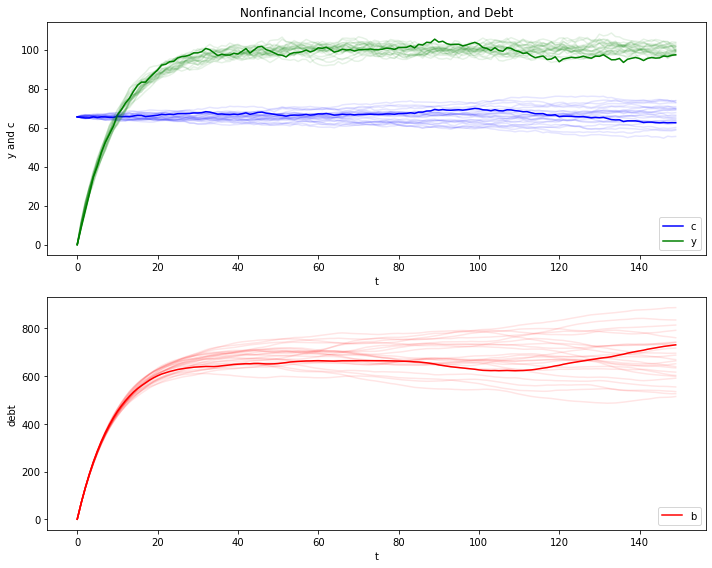 Nonfinancial Income, Consumption, and Debt
y and c
100
80
60
40
20
0
c
y
0 20 40 60 80 100 120 140
t
debt
800
600
400
200
0
b
0 20 40 60 80 100 120 140
t